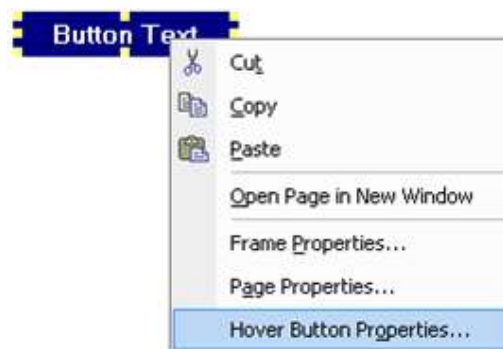 Button Text
Cut
Copy
Paste
Open Page in New Window
Frame Properties...
Page Properties...
Hover Button Properties...